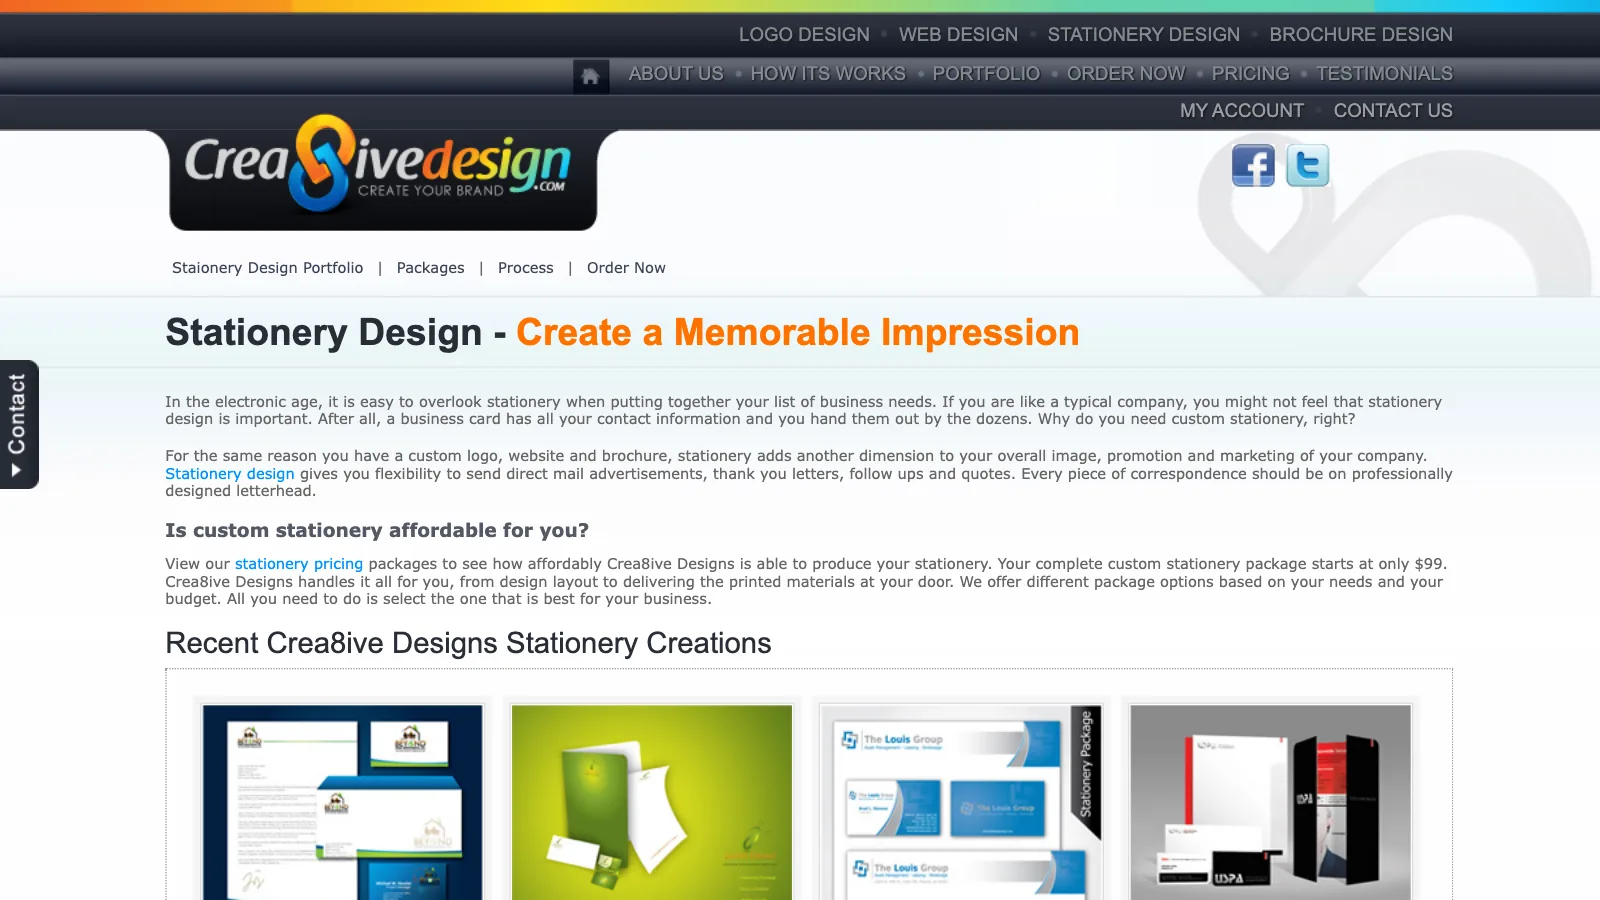 LOGO DESIGN • WEB DESIGN • STATIONERY DESIGN • BROCHURE DESIGN
ABOUT US • HOW ITS WORKS • PORTFOLIO • ORDER NOW • PRICING • TESTIMONIALS
MY ACCOUNT • CONTACT US
Crea8ivedesign.COM
CREATE YOUR BRAND
Staionery Design Portfolio | Packages | Process | Order Now
Stationery Design - Create a Memorable Impression
Contact
In the electronic age, it is easy to overlook stationery when putting together your list of business needs. If you are like a typical company, you might not feel that stationery
design is important. After all, a business card has all your contact information and you hand them out by the dozens. Why do you need custom stationery, right?
For the same reason you have a custom logo, website and brochure, stationery adds another dimension to your overall image, promotion and marketing of your company.
Stationery design gives you flexibility to send direct mail advertisements, thank you letters, follow ups and quotes. Every piece of correspondence should be on professionally
designed letterhead.
Is custom stationery affordable for you?
View our stationery pricing packages to see how affordably Crea8ive Designs is able to produce your stationery. Your complete custom stationery package starts at only $99.
Crea8ive Designs handles it all for you, from design layout to delivering the printed materials at your door. We offer different package options based on your needs and your
budget. All you need to do is select the one that is best for your business.
Recent Crea8ive Designs Stationery Creations
The Louis Group
Asset Management - Leasing - Brokerage
Stationery Package
The Louis Group
The Louis Group
The Louis Group
USPA
USPA
USPA